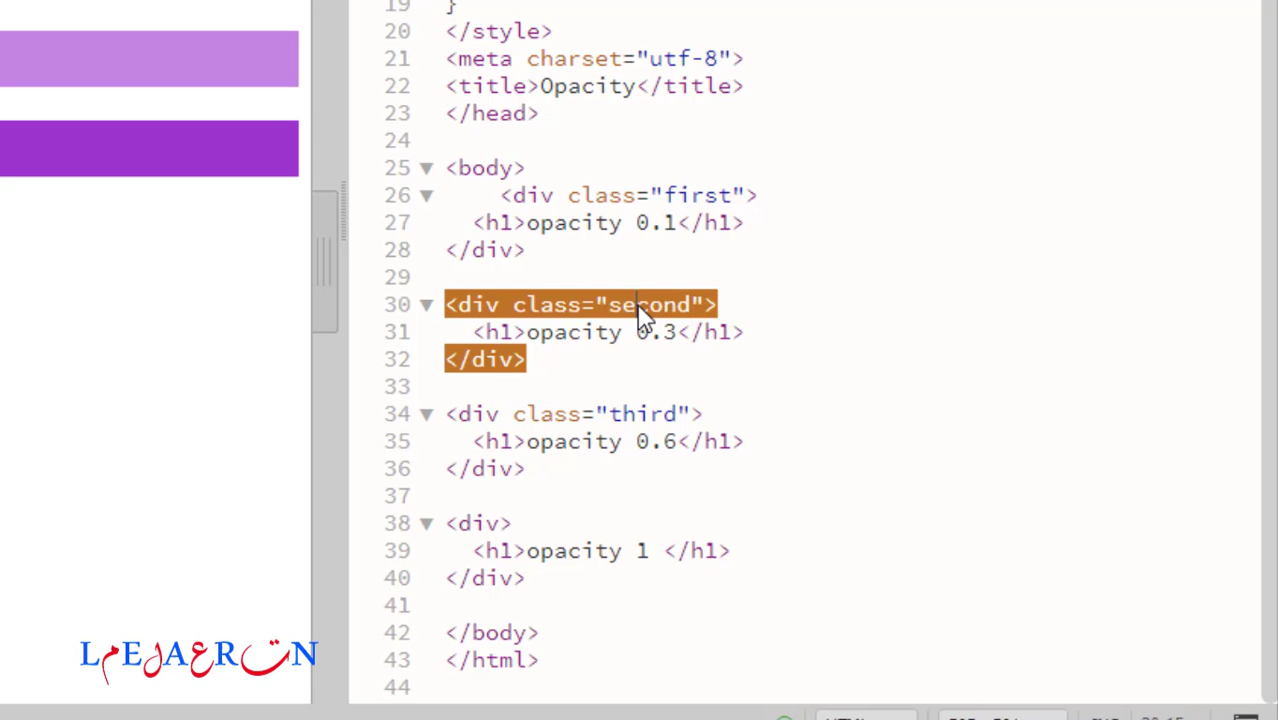 19 }
20 </style>
21 <meta charset="utf-8">
22 <title>Opacity</title>
23 </head>
24
25 <body>
26 <div class="first">
27 <h1>opacity 0.1</h1>
28 </div>
29
30 <div class="second">
31 <h1>opacity 0.3</h1>
32 </div>
33
34 <div class="third">
35 <h1>opacity 0.6</h1>
36 </div>
37
38 <div>
39 <h1>opacity 1 </h1>
40 </div>
41
42 </body>
43 </html>
44